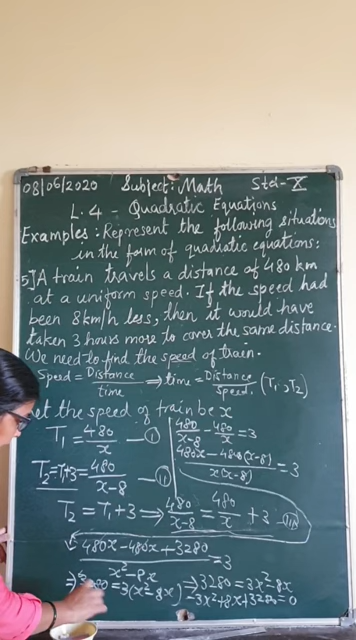 08/06/2020 Subject: Math Std-X
L. 4 - Quadratic Equations
Examples: Represent the following situations
in the form of quadratic equations:
5] A train travels a distance of 480 km
at a uniform speed. If the speed had
been 8km/h less, then it would have
taken 3 hours more to cover the same distance.
We need to find the speed of train.
Speed = Distance/time ⇒ time = Distance/Speed. (T₁, T₂)
Let the speed of train be x
T₁ = 480/x - (I)
T₂ = T₁+3 = 480/x-8 - (II)
480/x-8 - 480/x = 3
480x - 480(x-8)/x(x-8) = 3
T₂ = T₁ + 3 ⇒ 480/x-8 = 480/x + 3 - (III)
480x - 480x + 3280/x² - 8x = 3
= 3(x² - 8x) ⇒ 3280 = 3x² - 8x
- 3x² + 8x + 3280 = 0